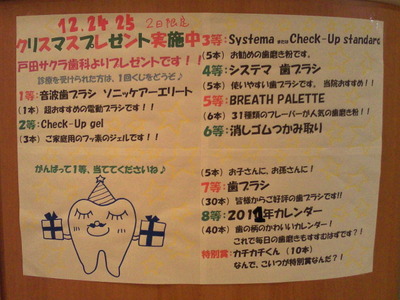 12.24 25 2日限定
クリスマスプレゼント実施中
戸田サクラ歯科よりプレゼントです!!
診療を受けられた方は、1回くじをどうぞ♪
1等:音波歯ブラシ ソニッケアーエリート
(1本) 超おすすめの電動ブラシです!!
2等:Check-Up gel
(3本) ご家庭用のフッ素のジェルです!!
がんばって1等、当ててくださいね♪
3等:Systema Check-Up standard
(5本) お勧めの歯磨き粉です。
4等:システマ 歯ブラシ
(5本) 使いやすい歯ブラシです。当院おすすめ!!
5等:BREATH PALETTE
(6本) 31種類のフレーバーが人気の歯磨き粉!!
6等:消しゴムつかみ取り
(5本) お子さんに、お孫さんに!
7等:歯ブラシ
(30本) 皆様からご好評の歯ブラシです!!
8等:2011年カレンダー
(40本) 歯の柄のかわいいカレンダー!
これで毎日の歯磨きもすすむはずです?!
特別賞:カチカチくん (10本)
なんで、こいつが特別賞なんだ?!